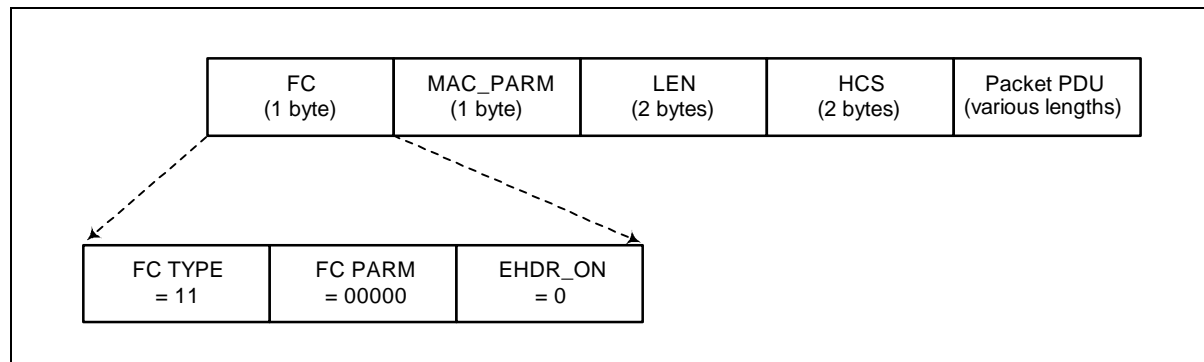 FC
(1 byte)
MAC_PARM
(1 byte)
LEN
(2 bytes)
HCS
(2 bytes)
Packet PDU
(various lengths)
FC TYPE
= 11
FC PARM
= 00000
EHDR_ON
= 0